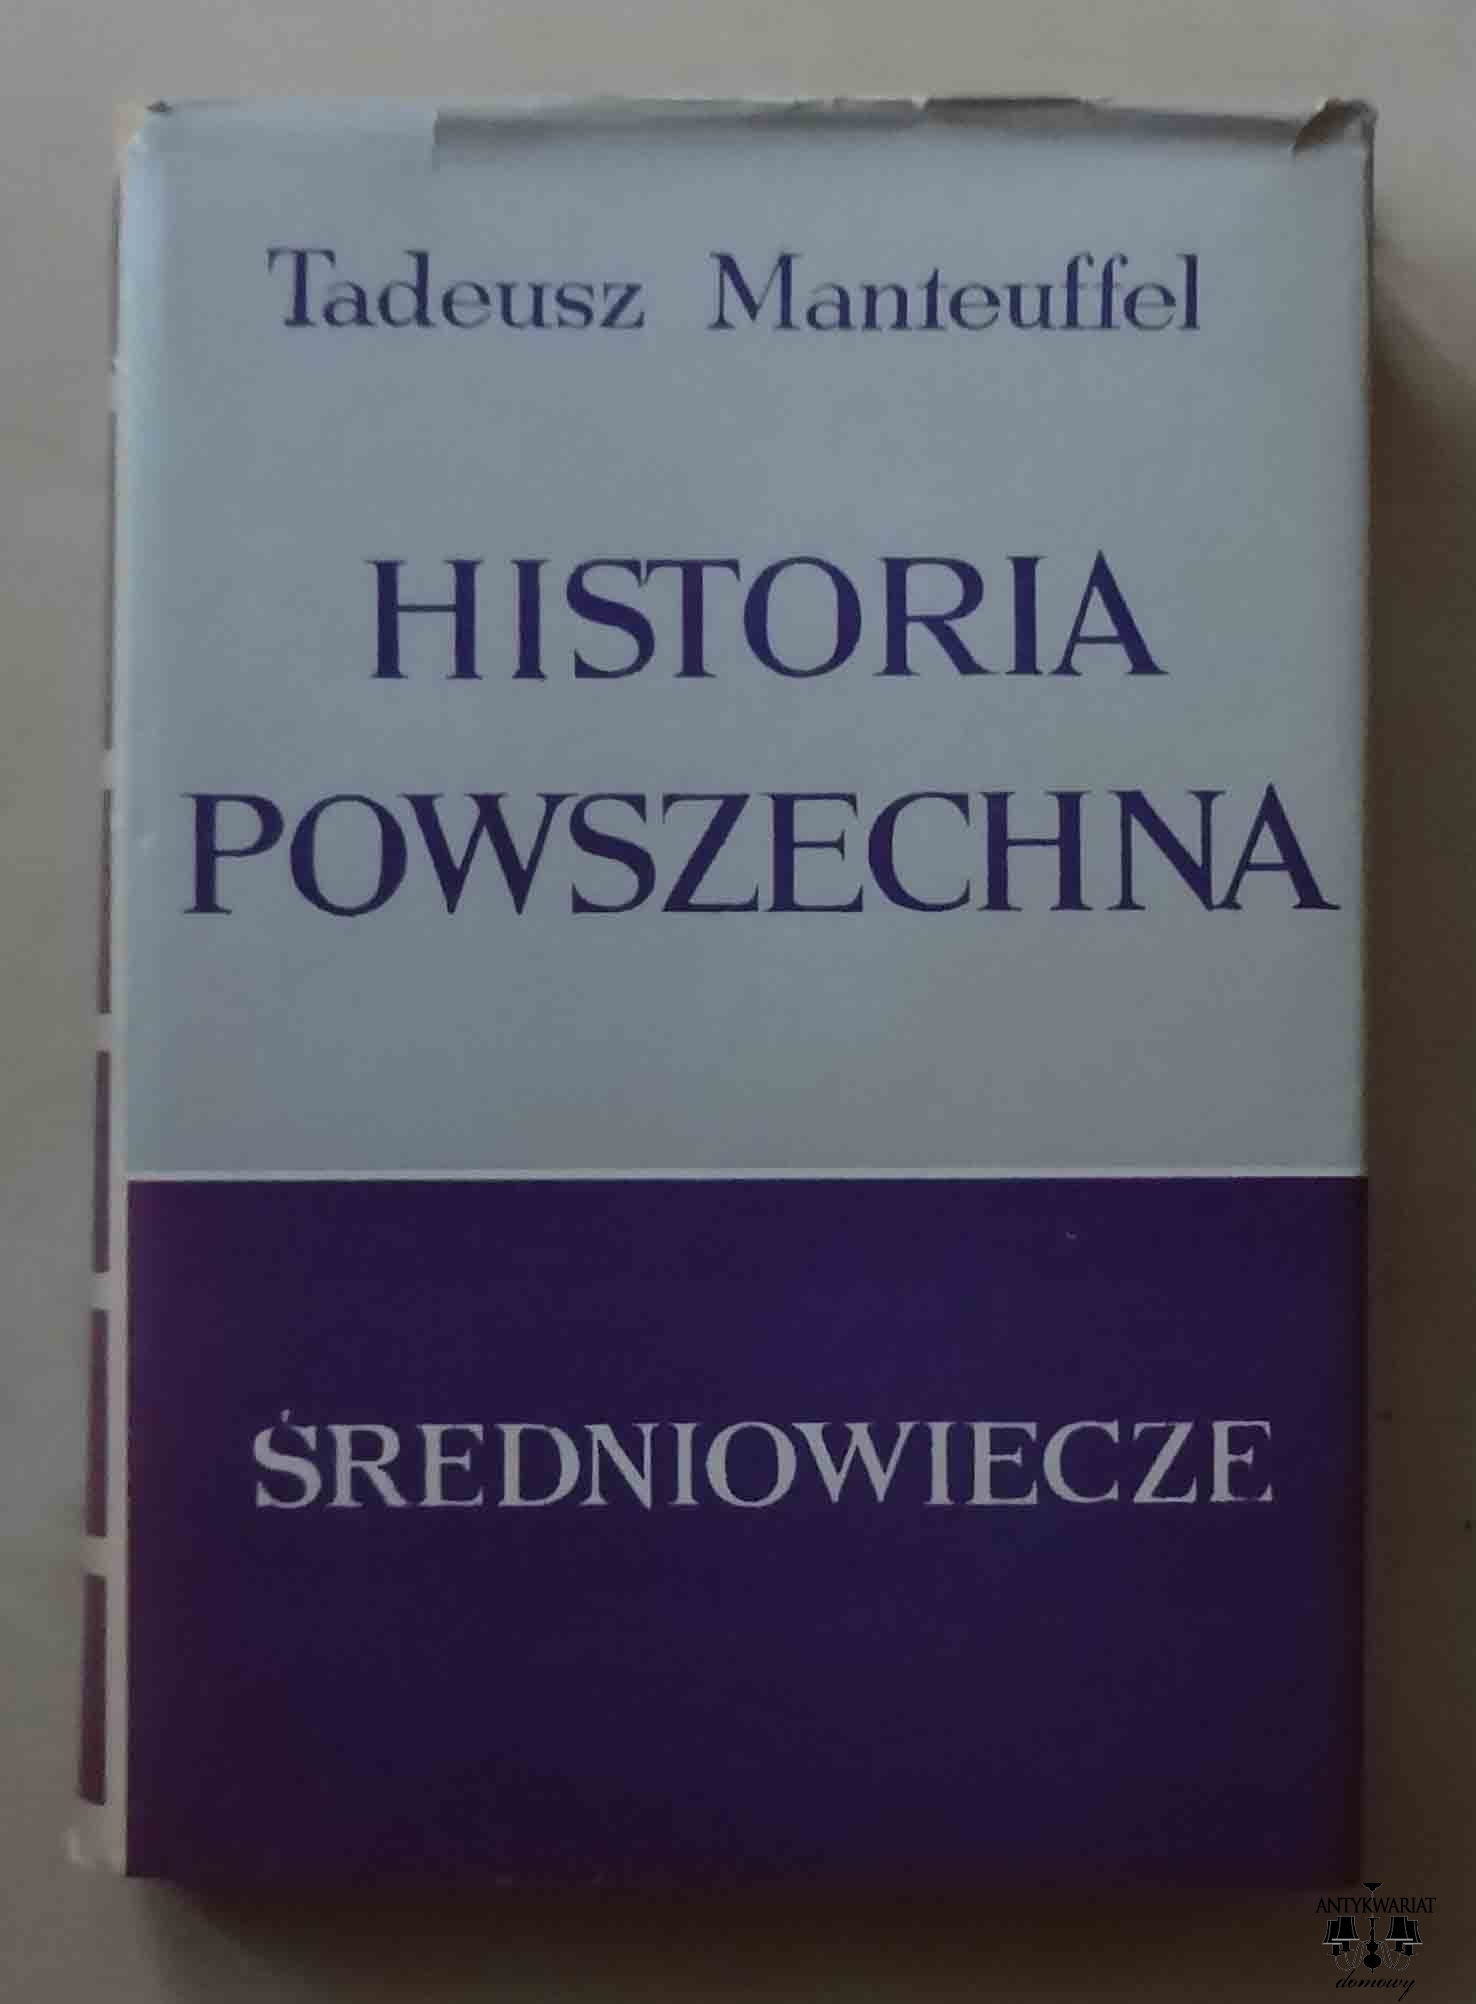 Tadeusz Manteuffel
HISTORIA
POWSZECHNA
ŚREDNIOWIECZE
ANTYKWARIAT
domowy